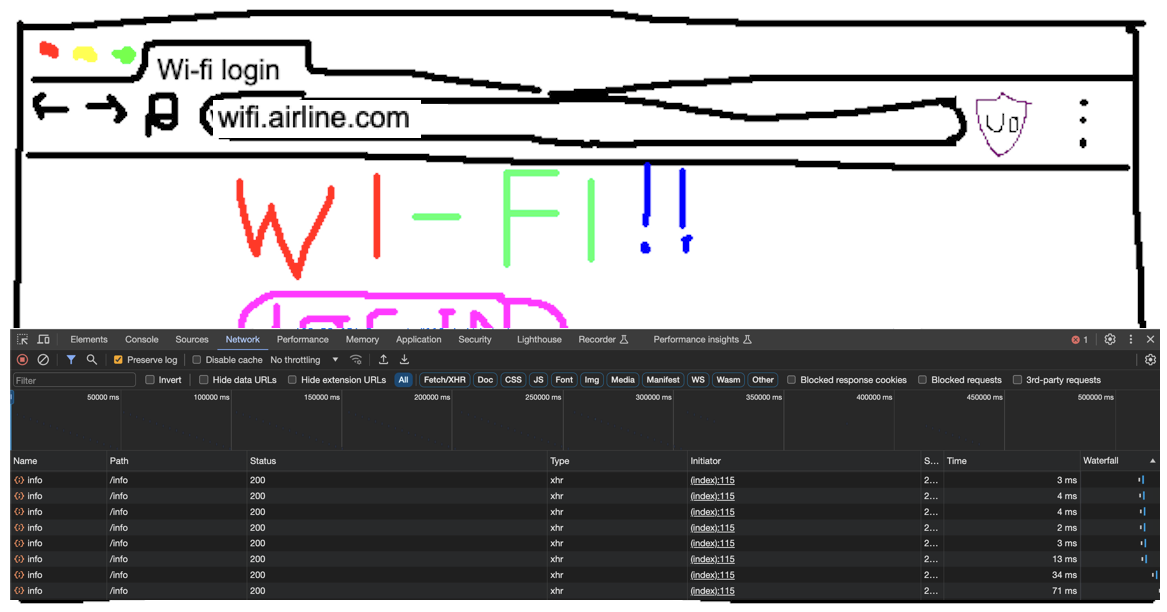 Wi-fi login
wifi.airline.com
UO
WI-FI!!
LOG IN
Elements Console Sources Network Performance Memory Application Security Lighthouse Recorder Performance insights 1
Preserve log Disable cache No throttling
Filter Invert Hide data URLs Hide extension URLs All Fetch/XHR Doc CSS JS Font Img Media Manifest WS Wasm Other Blocked response cookies Blocked requests 3rd-party requests
50000 ms 100000 ms 150000 ms 200000 ms 250000 ms 300000 ms 350000 ms 400000 ms 450000 ms 500000 ms
Name Path Status Type Initiator S... Time Waterfall
info /info 200 xhr (index):115 2... 3 ms
info /info 200 xhr (index):115 2... 4 ms
info /info 200 xhr (index):115 2... 4 ms
info /info 200 xhr (index):115 2... 2 ms
info /info 200 xhr (index):115 2... 3 ms
info /info 200 xhr (index):115 2... 13 ms
info /info 200 xhr (index):115 2... 34 ms
info /info 200 xhr (index):115 2... 71 ms